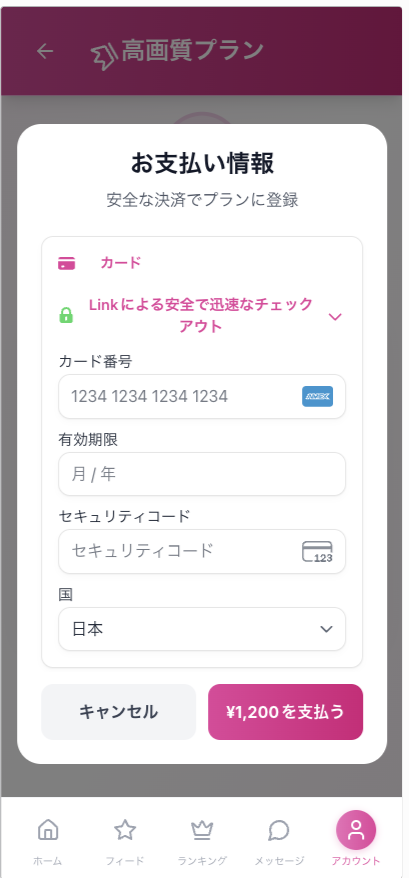 高画質プラン
お支払い情報
安全な決済でプランに登録
カード
Linkによる安全で迅速なチェック
アウト
カード番号
1234 1234 1234 1234
AMEX
有効期限
月 / 年
セキュリティコード
セキュリティコード
123
国
日本
キャンセル
¥1,200を支払う
ホーム
フィード
ランキング
メッセージ
アカウント